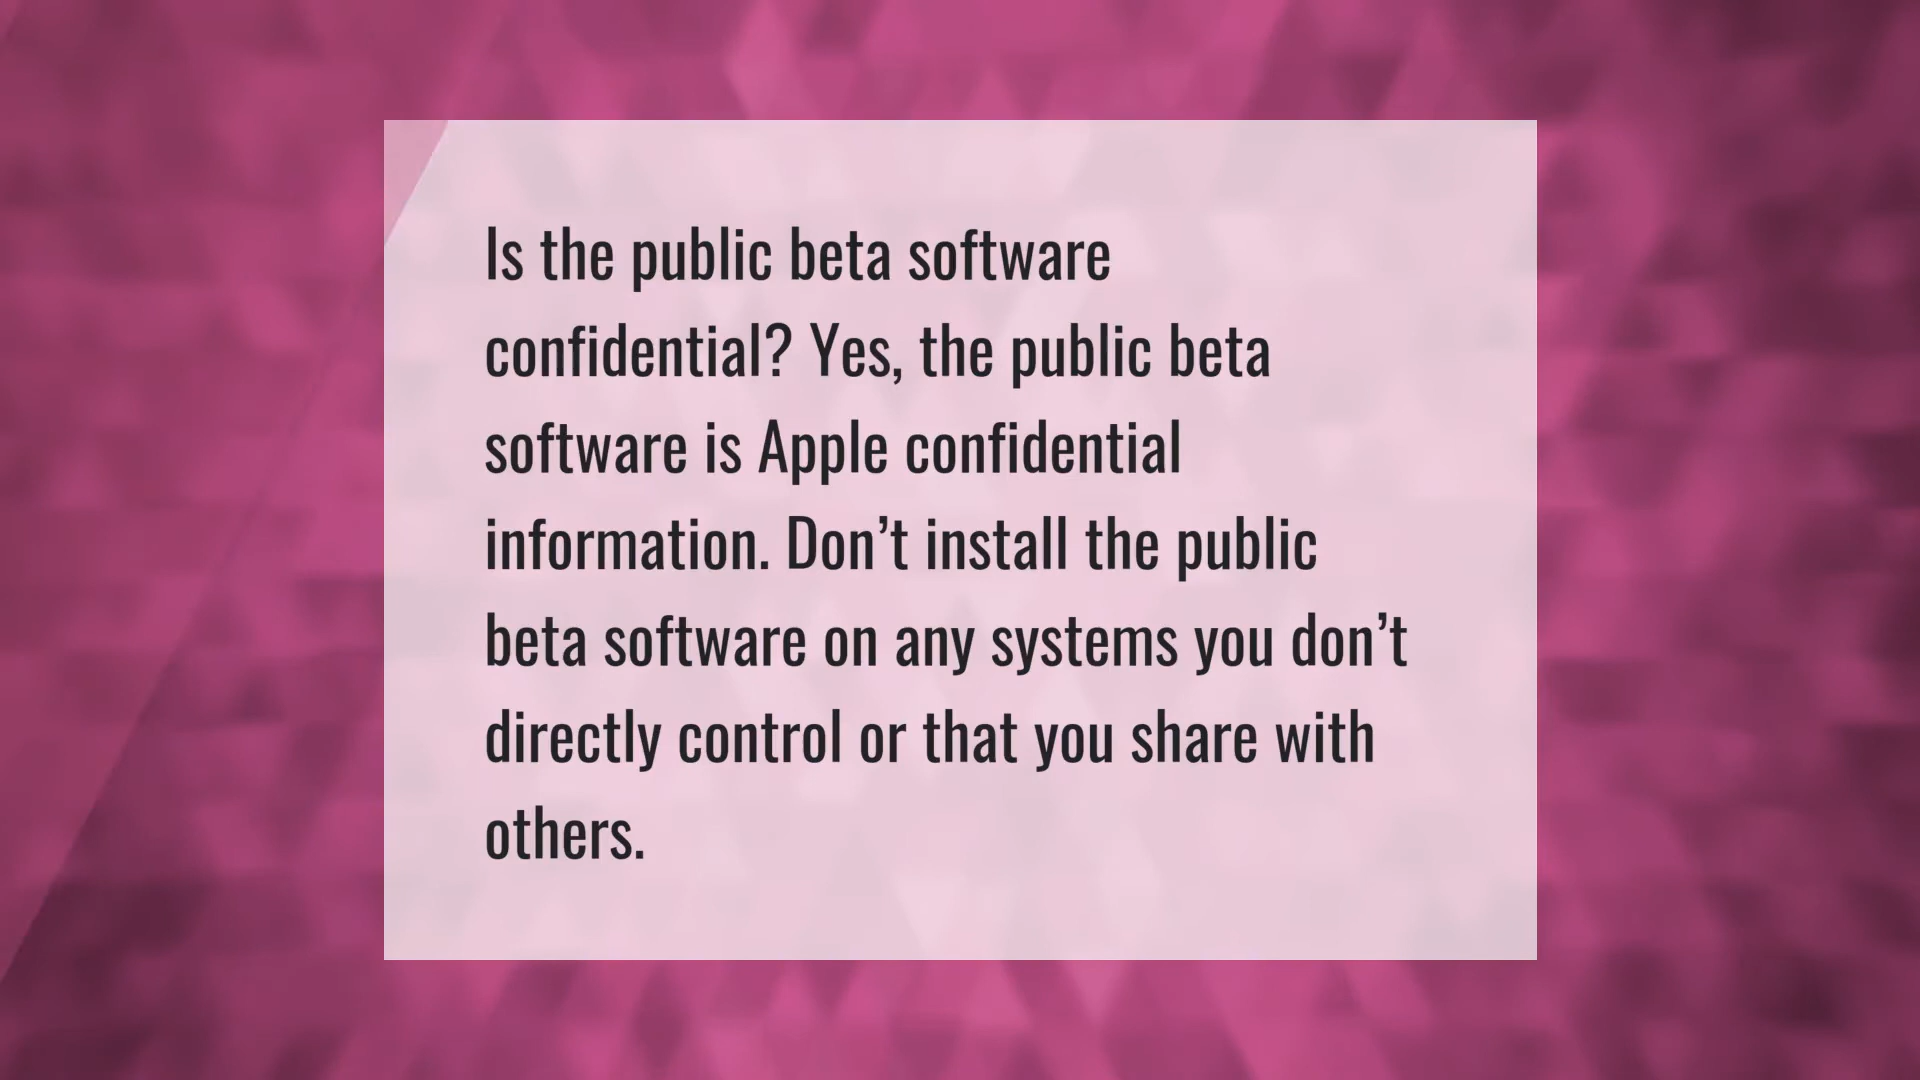 Is the public beta software
confidential? Yes, the public beta
software is Apple confidential
information. Don’t install the public
beta software on any systems you don’t
directly control or that you share with
others.